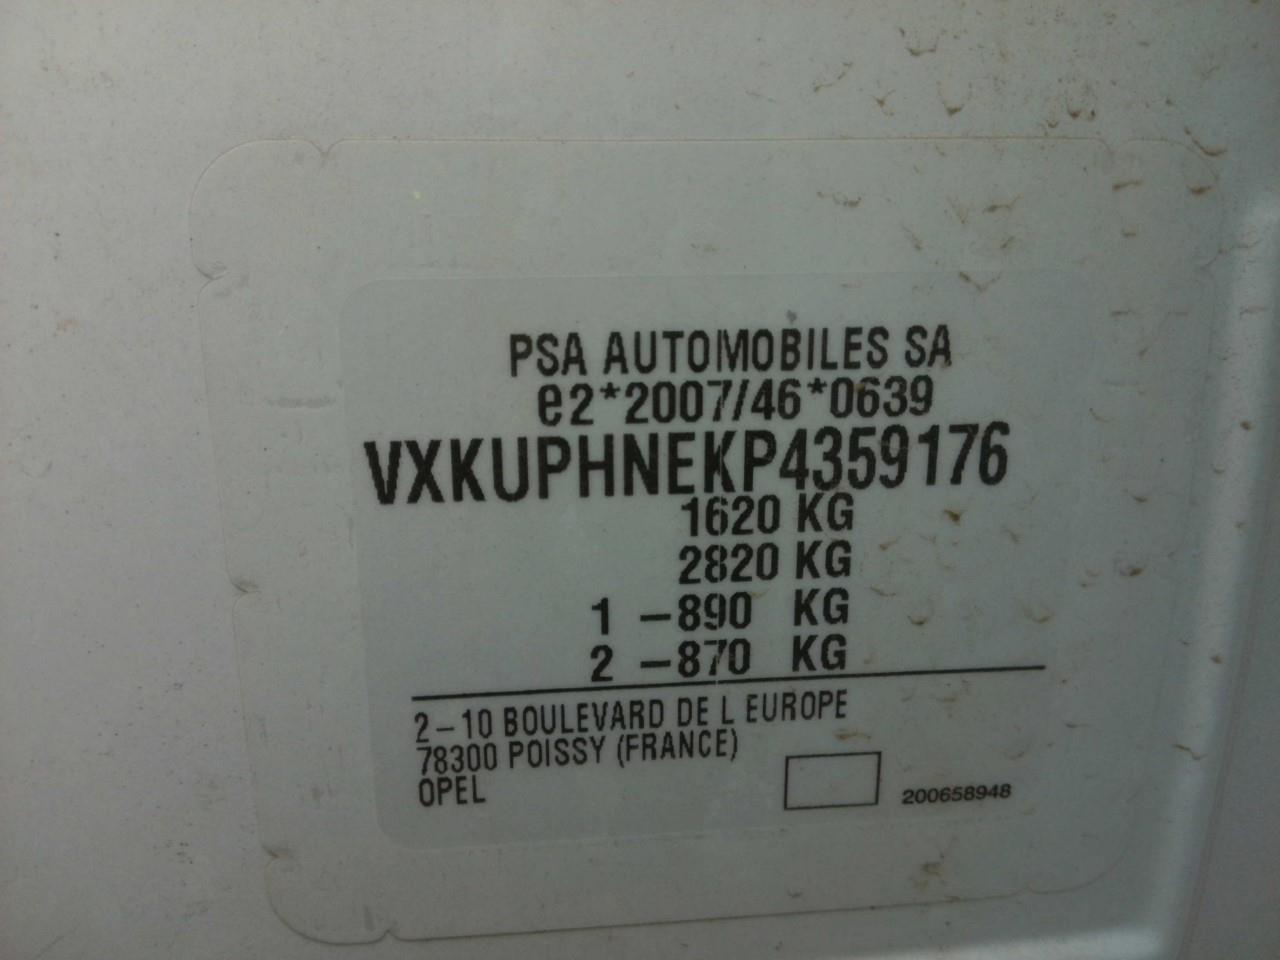 PSA AUTOMOBILES SA
e2*2007/46*0639
VXKUPHNEKP4359176
1620 KG
2820 KG
1 -890 KG
2 -870 KG
2-10 BOULEVARD DE L EUROPE
78300 POISSY (FRANCE)
OPEL
200658948